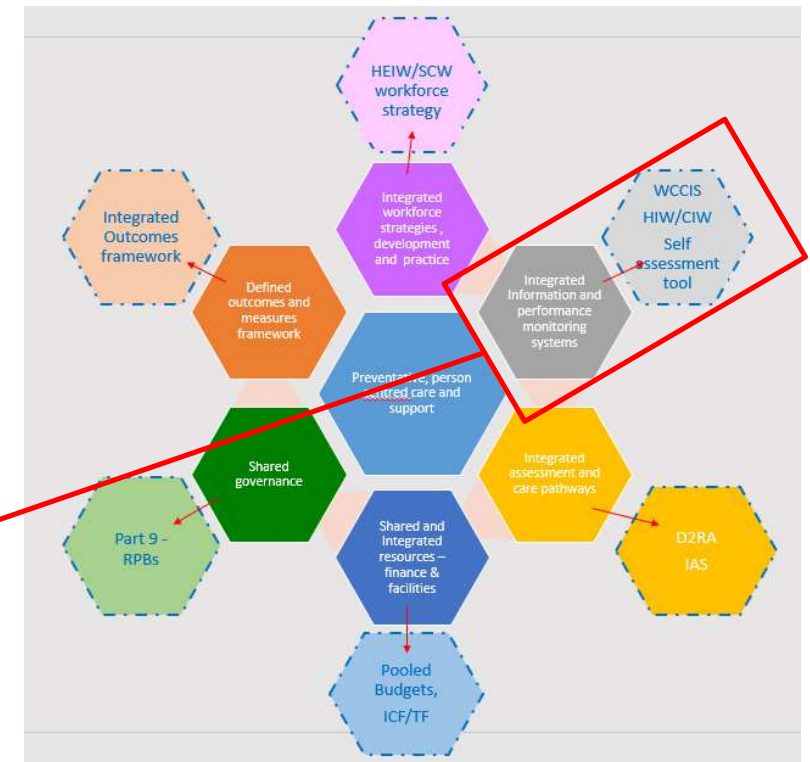 HEIW/SCW
workforce
strategy
Integrated
workforce
strategies ,
development
and practice
WCCIS
HIW/CIW
Self
assessment
tool
Integrated
Outcomes
framework
Defined
outcomes and
measures
framework
Integrated
Information and
performance
monitoring
systems
Preventative, person
centred care and
support
Shared
governance
Integrated
assessment and
care pathways
Part 9 -
RPBs
Shared and
Integrated
resources –
finance &
facilities
D2RA
IAS
Pooled
Budgets,
ICF/TF